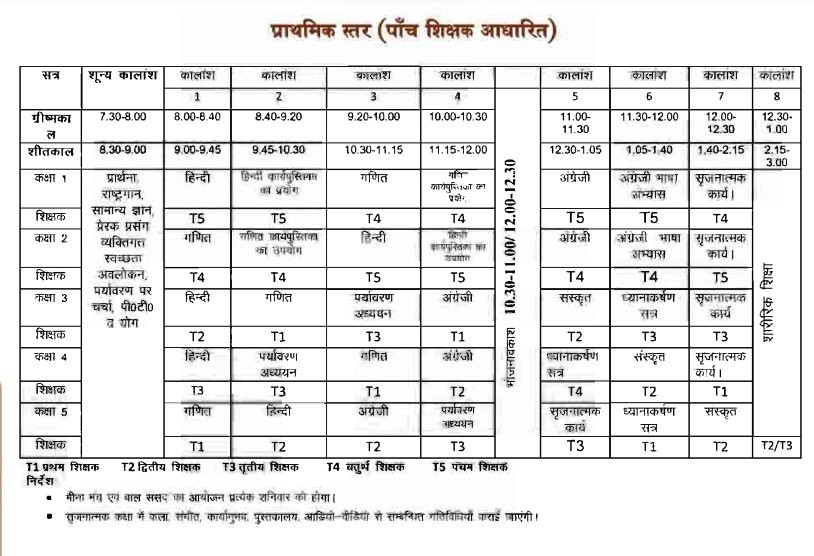 प्राथमिक स्तर (पाँच शिक्षक आधारित)
सत्र शून्य कालांश कालांश कालांश कालांश कालांश कालांश कालांश कालांश कालांश
1 2 3 4 5 6 7 8
ग्रीष्मकाल 7.30-8.00 8.00-8.40 8.40-9.20 9.20-10.00 10.00-10.30 11.00-11.30 11.30-12.00 12.00-12.30 12.30-1.00
शीतकाल 8.30-9.00 9.00-9.45 9.45-10.30 10.30-11.15 11.15-12.00 12.30-1.05 1.05-1.40 1.40-2.15 2.15-3.00
भोजनावकाश 10.30-11.00/ 12.00-12.30
प्रार्थना, राष्ट्रगान, सामान्य ज्ञान, प्रेरक प्रसंग व्यक्तिगत स्वच्छता अवलोकन, पर्यावरण पर चर्चा, पी0टी0 व योग
कक्षा 1 हिन्दी हिन्दी कार्यपुस्तिका का प्रयोग गणित कार्यपुस्तिका का प्रयोग अंग्रेजी अंग्रेजी भाषा अभ्यास सृजनात्मक कार्य।
शिक्षक T5 T5 T4 T4 T5 T5 T4
कक्षा 2 गणित गणित कार्यपुस्तिका का उपयोग हिन्दी हिन्दी कार्यपुस्तिका का उपयोग अंग्रेजी अंग्रेजी भाषा अभ्यास सृजनात्मक कार्य।
शिक्षक T4 T4 T5 T5 T4 T4 T5
कक्षा 3 हिन्दी गणित पर्यावरण अध्ययन अंग्रेजी संस्कृत ध्यानाकर्षण सत्र सृजनात्मक कार्य
शिक्षक T2 T1 T3 T1 T2 T3 T3
कक्षा 4 हिन्दी पर्यावरण अध्ययन गणित अंग्रेजी ध्यानाकर्षण सत्र संस्कृत सृजनात्मक कार्य।
शिक्षक T3 T3 T1 T2 T4 T2 T1
कक्षा 5 गणित हिन्दी अंग्रेजी पर्यावरण अध्ययन सृजनात्मक कार्य ध्यानाकर्षण सत्र संस्कृत
शिक्षक T1 T2 T2 T3 T3 T1 T2 T2/T3
शारीरिक शिक्षा
T1 प्रथम शिक्षक T2 द्वितीय शिक्षक T3 तृतीय शिक्षक T4 चतुर्थ शिक्षक T5 पंचम शिक्षक
निर्देश
• मीना मंच एवं बाल संसद का आयोजन प्रत्येक शनिवार को होगा।
• सृजनात्मक कक्षा में कला, संगीत, कार्यानुभव, पुस्तकालय, आडियो-वीडियो से सम्बन्धित गतिविधियाँ कराई जाएंगी।